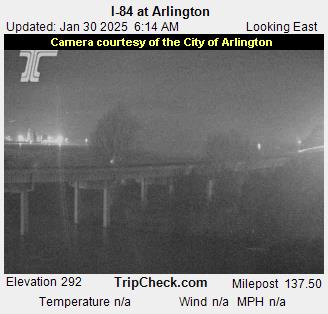 I-84 at Arlington
Updated: Jan 30 2025 6:14 AM Looking East
Camera courtesy of the City of Arlington
Elevation 292 TripCheck.com Milepost 137.50
Temperature n/a Wind n/a MPH n/a